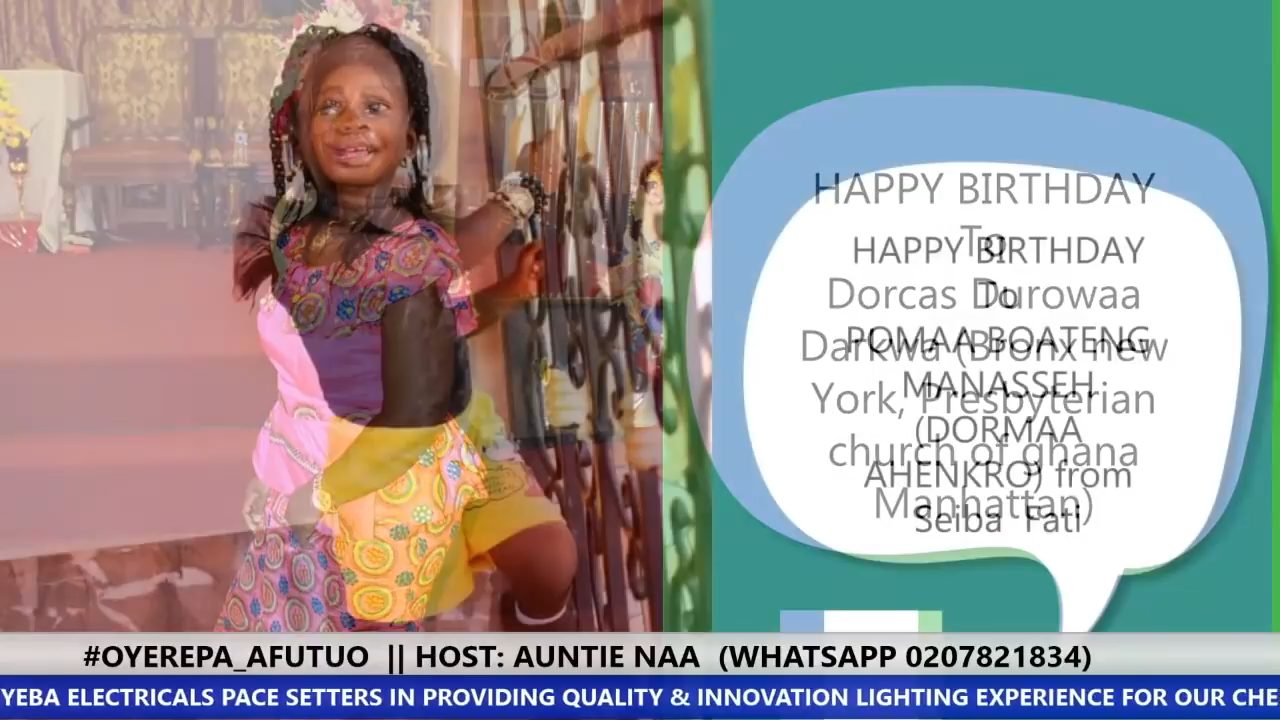 HAPPY BIRTHDAY
To
Dorcas Durowaa
Darkwa (Bronx new
York, Presbyterian
church of ghana
Manhattan)
HAPPY BIRTHDAY
To
POMAA BOATENG
MANASSEH
(DORMAA
AHENKRO) from
Seiba Fati
#OYEREPA_AFUTUO || HOST: AUNTIE NAA (WHATSAPP 0207821834)
YEBA ELECTRICALS PACE SETTERS IN PROVIDING QUALITY & INNOVATION LIGHTING EXPERIENCE FOR OUR CHE